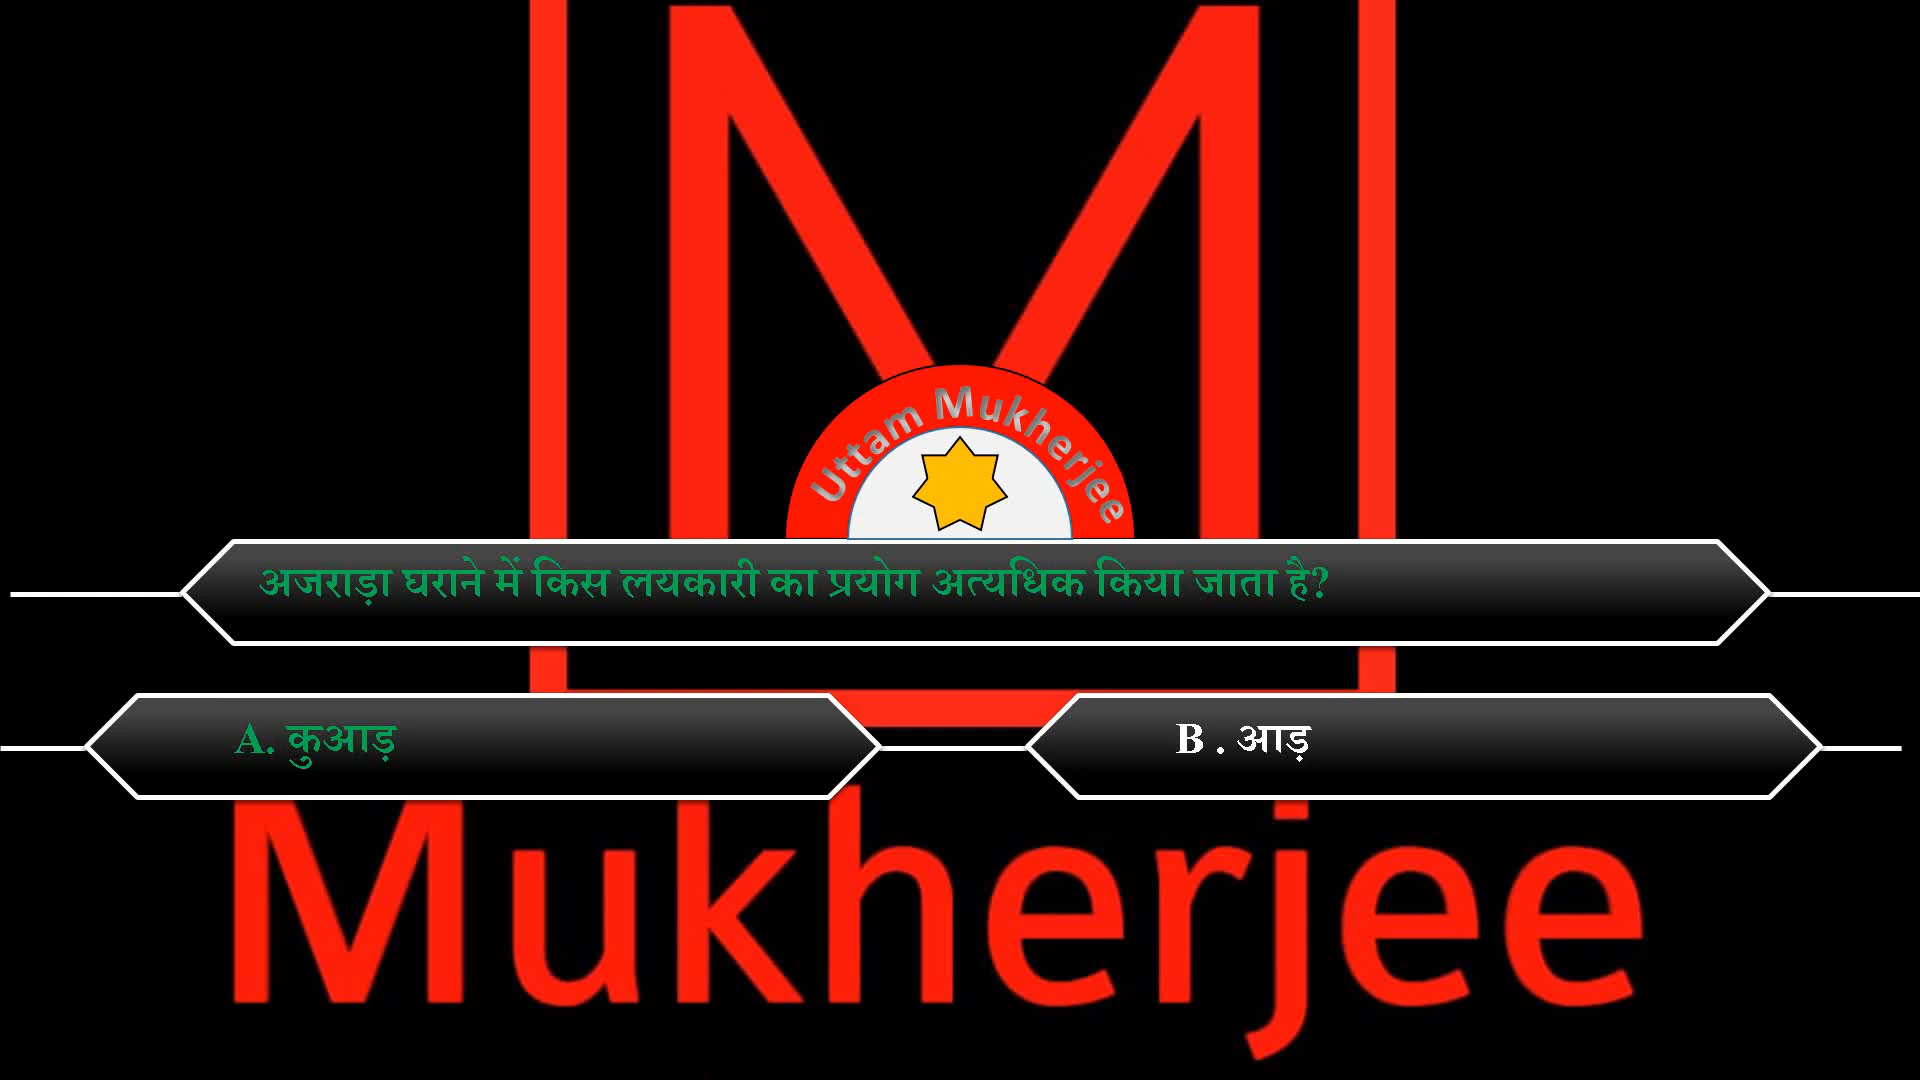 Uttam Mukherjee
अजराड़ा घराने में किस लयकारी का प्रयोग अत्यधिक किया जाता है?
A. कुआड़
B . आड़
Mukherjee